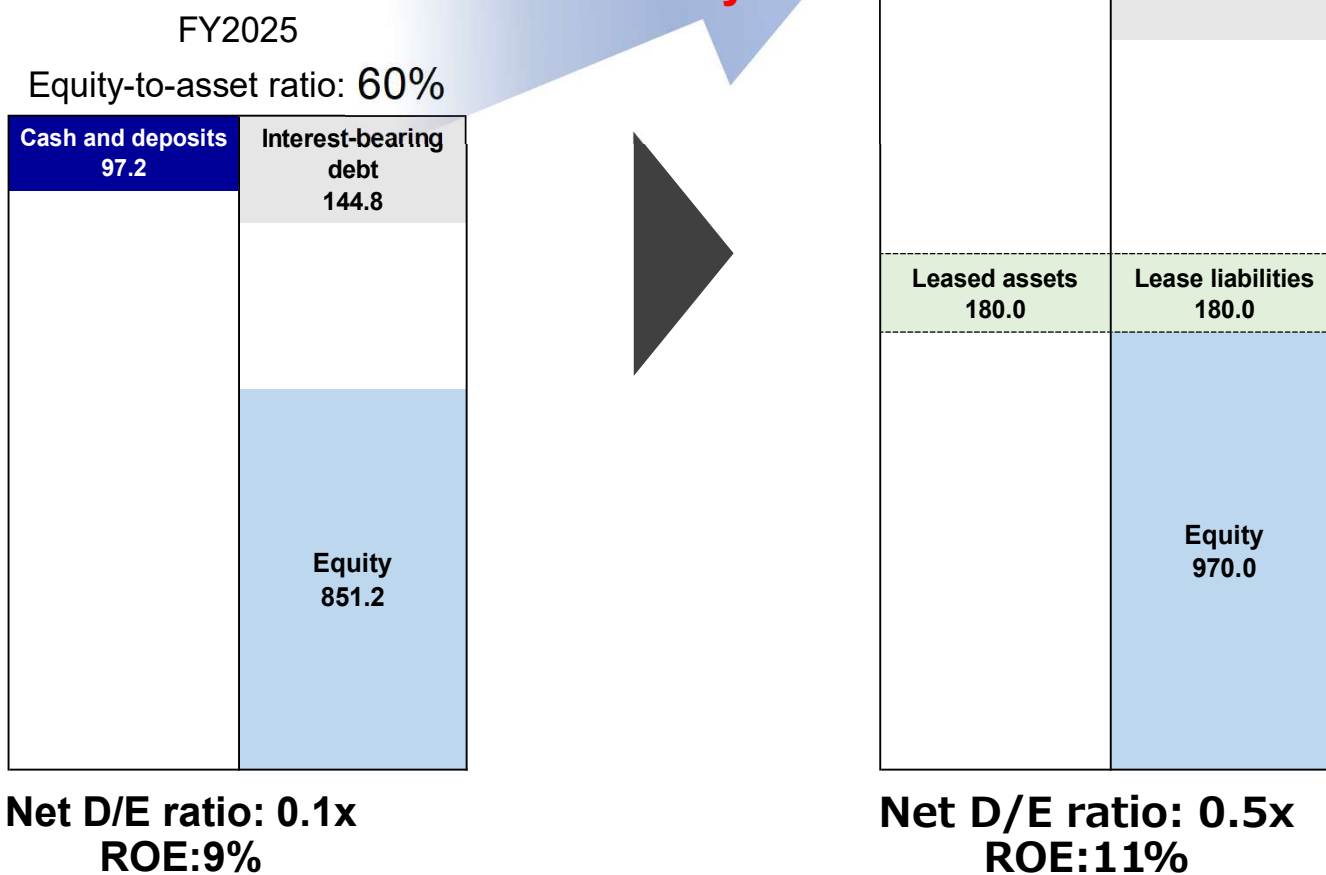 FY2025
Equity-to-asset ratio: 60%
Cash and deposits
97.2
Interest-bearing
debt
144.8
Equity
851.2
Net D/E ratio: 0.1x
ROE:9%
Leased assets
180.0
Lease liabilities
180.0
Equity
970.0
Net D/E ratio: 0.5x
ROE:11%